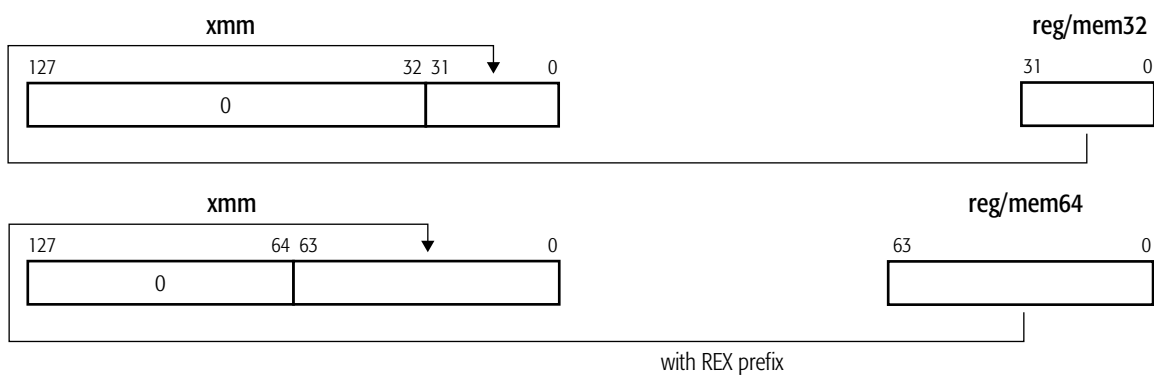 xmm reg/mem32
127 32 31 0 31 0
0
xmm reg/mem64
127 64 63 0 63 0
0
with REX prefix